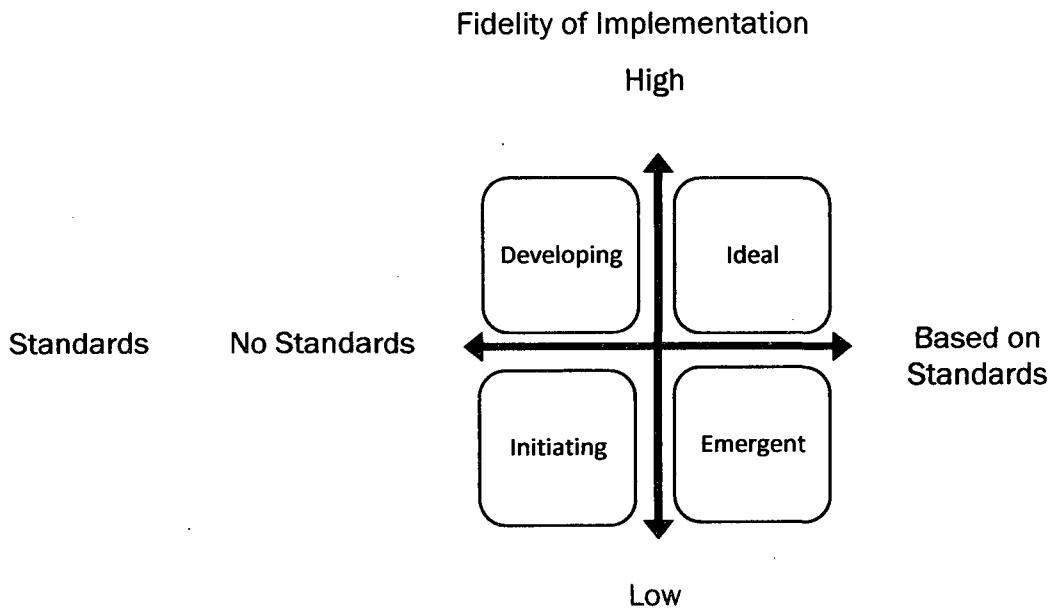 Fidelity of Implementation
High
Developing
Ideal
Standards
No Standards
Based on
Standards
Initiating
Emergent
Low